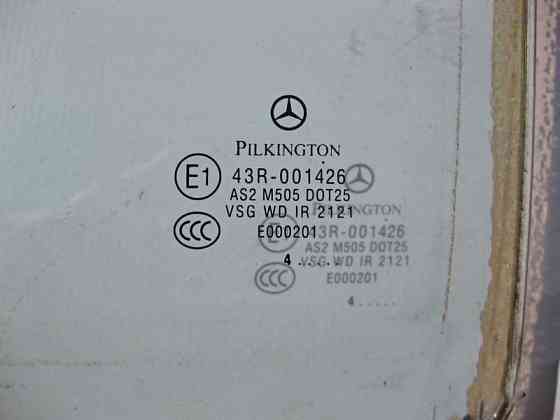 PILKINGTON
E1 43R-001426
AS2 M505 DOT25
VSG WD IR 2121
CCC E000201
4 .....
PILKINGTON
E1 43R-001426
AS2 M505 DOT25
VSG WD IR 2121
CCC E000201
4 .....